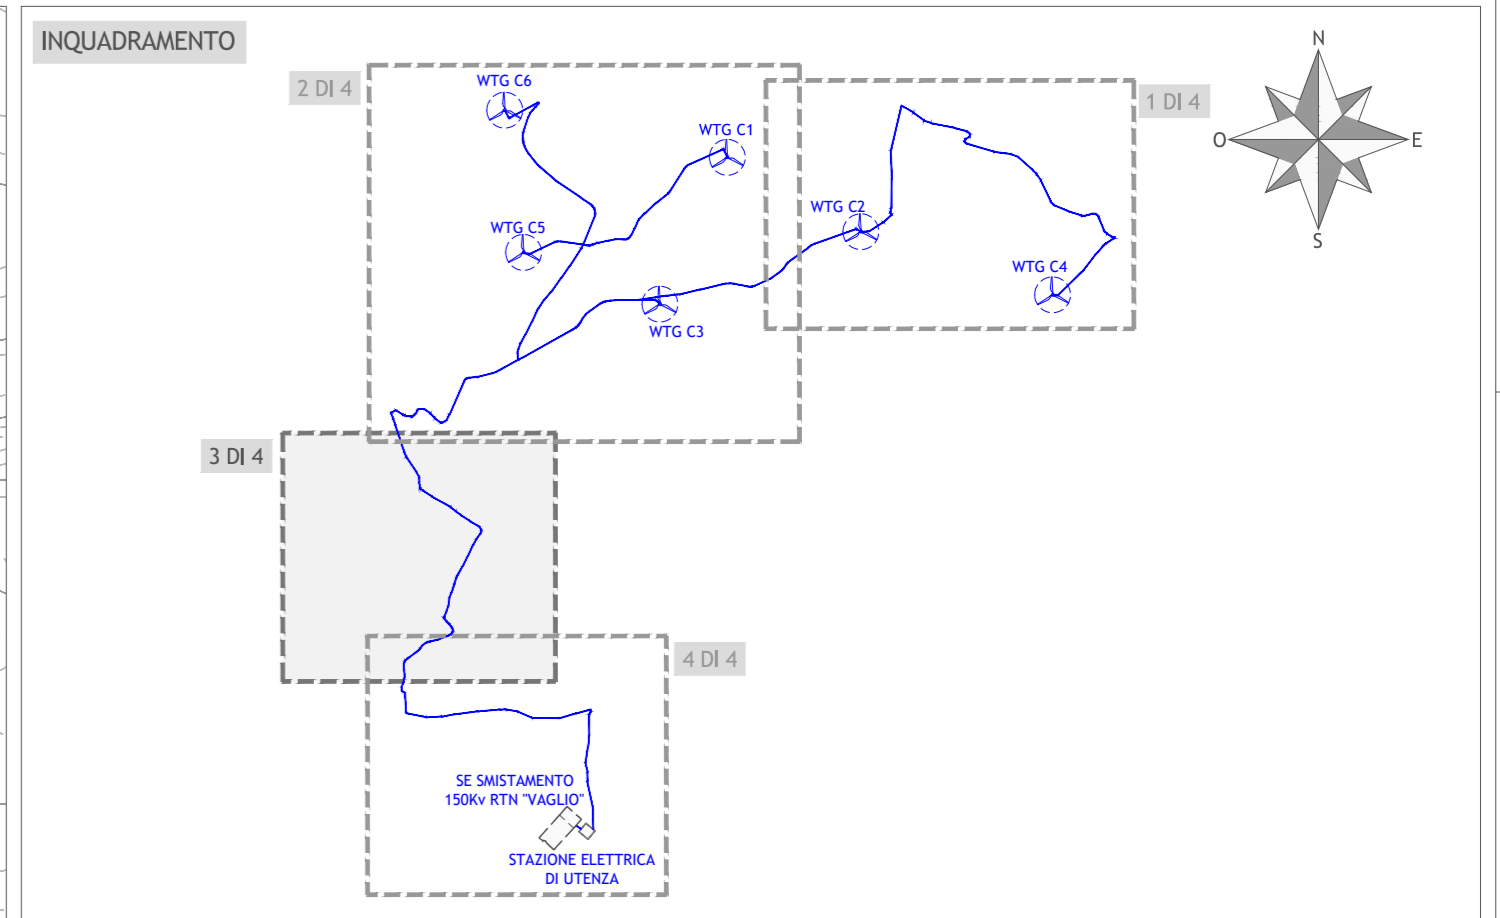 INQUADRAMENTO
N
2 DI 4
WTG C6
1 DI 4
WTG C1
O
E
WTG C2
WTG C5
S
WTG C4
WTG C3
3 DI 4
4 DI 4
SE SMISTAMENTO
150Kv RTN "VAGLIO"
STAZIONE ELETTRICA
DI UTENZA